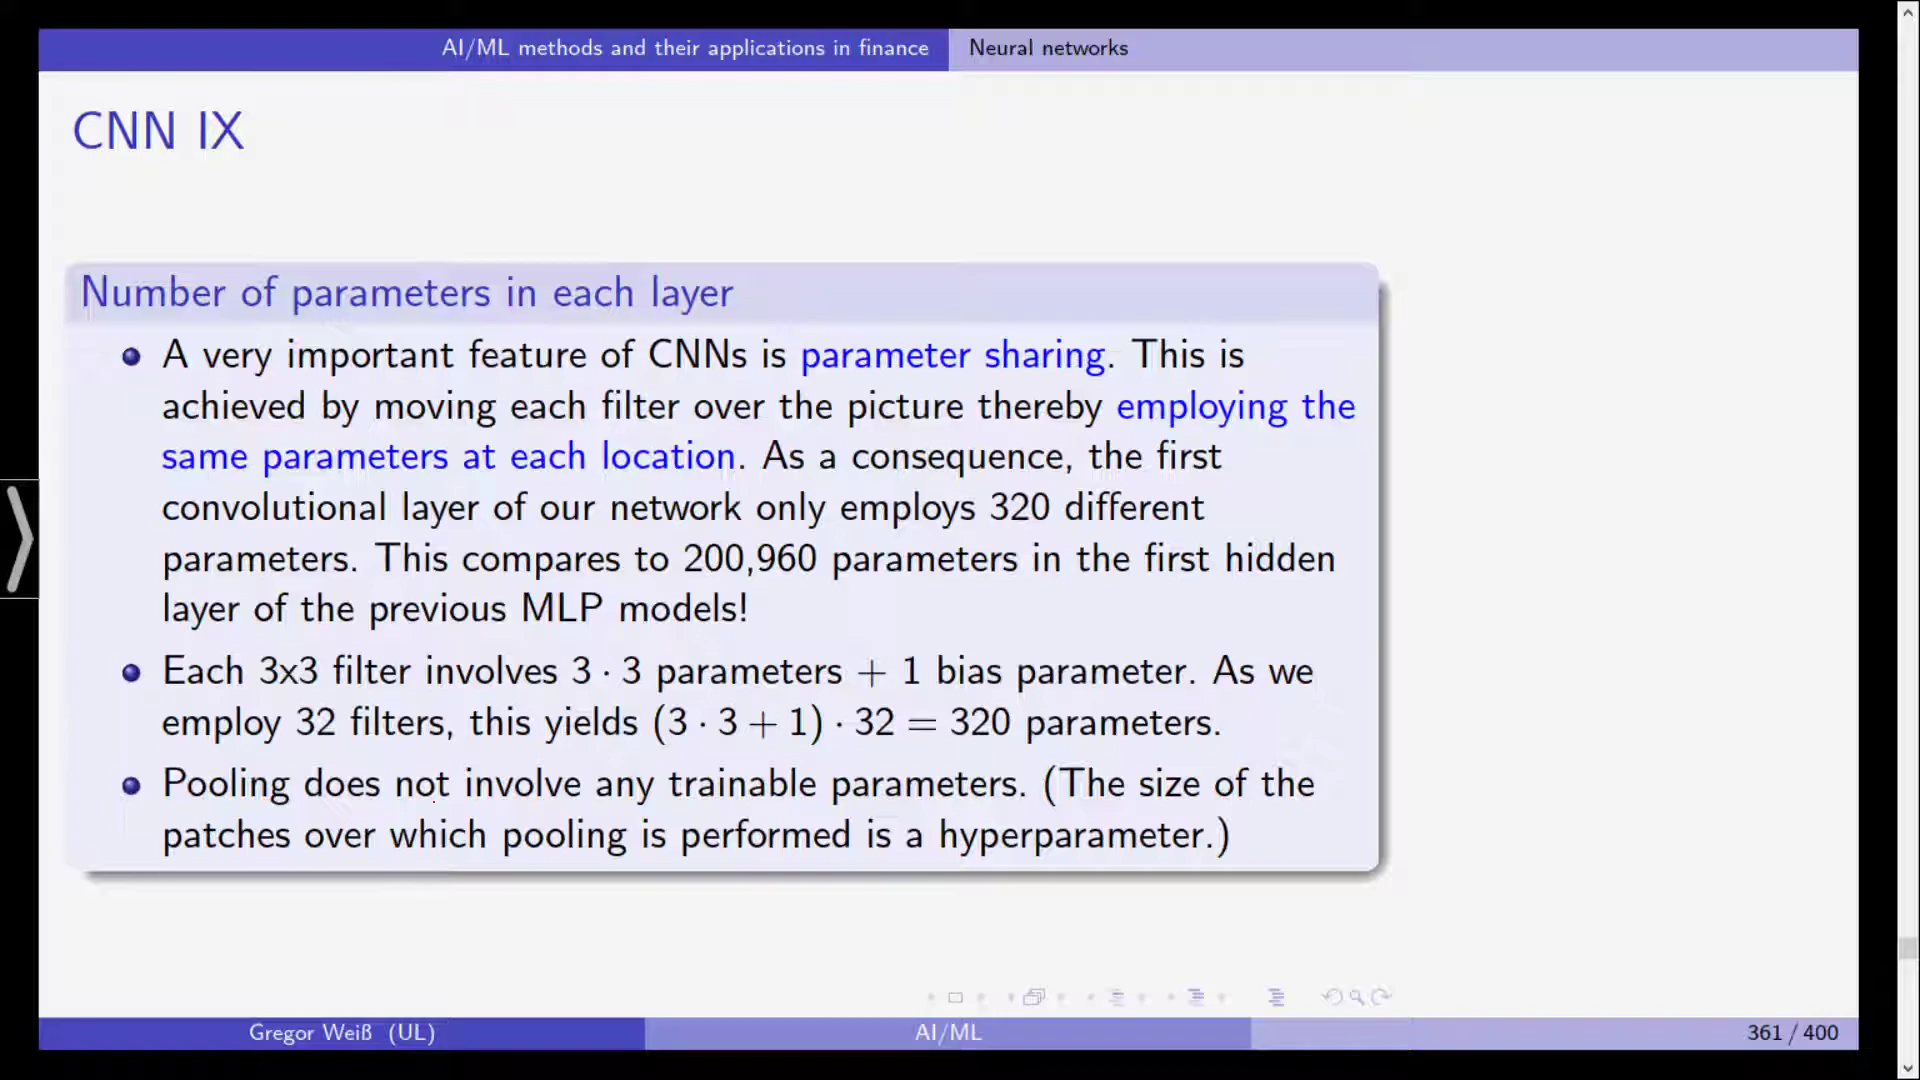 AI/ML methods and their applications in finance Neural networks
CNN IX
Number of parameters in each layer
A very important feature of CNNs is parameter sharing. This is
achieved by moving each filter over the picture thereby employing the
same parameters at each location. As a consequence, the first
convolutional layer of our network only employs 320 different
parameters. This compares to 200,960 parameters in the first hidden
layer of the previous MLP models!
Each 3x3 filter involves 3 · 3 parameters + 1 bias parameter. As we
employ 32 filters, this yields (3 · 3 + 1) · 32 = 320 parameters.
Pooling does not involve any trainable parameters. (The size of the
patches over which pooling is performed is a hyperparameter.)
Gregor Weiß (UL) AI/ML 361 / 400